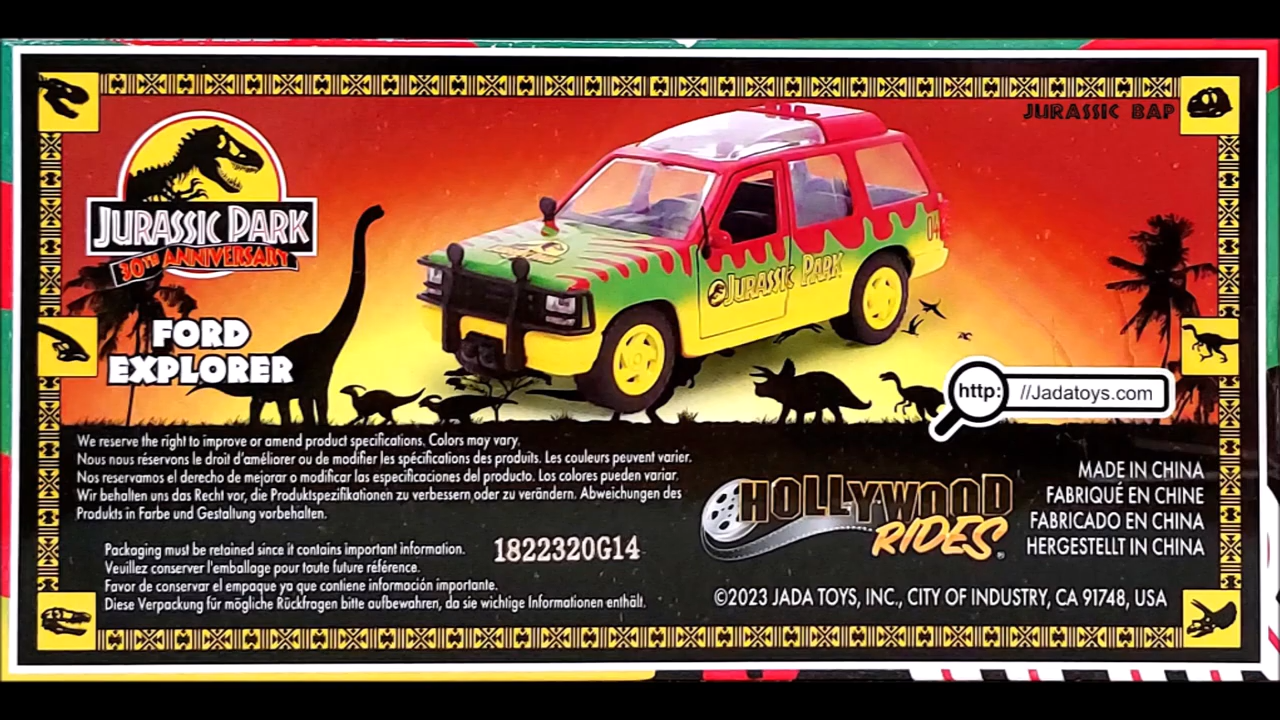 JURASSIC BAP
JURASSIC PARK
30TH ANNIVERSARY
FORD
EXPLORER
04
JURASSIC PARK
http: //Jadatoys.com
We reserve the right to improve or amend product specifications. Colors may vary.
Nous nous réservons le droit d'améliorer ou de modifier les spécifications des produits. Les couleurs peuvent varier.
Nos reservamos el derecho de mejorar o modificar las especificaciones del producto. Los colores pueden variar.
Wir behalten uns das Recht vor, die Produktspezifikationen zu verbessern oder zu verändern. Abweichungen des
Produkts in Farbe und Gestaltung vorbehalten.
Packaging must be retained since it contains important information.
Veuillez conserver l'emballage pour toute future référence.
Favor de conservar el empaque ya que contiene información importante.
Diese Verpackung für mögliche Rückfragen bitte aufbewahren, da sie wichtige Informationen enthält.
1822320G14
HOLLYWOOD
RIDES®
MADE IN CHINA
FABRIQUÉ EN CHINE
FABRICADO EN CHINA
HERGESTELLT IN CHINA
©2023 JADA TOYS, INC., CITY OF INDUSTRY, CA 91748, USA